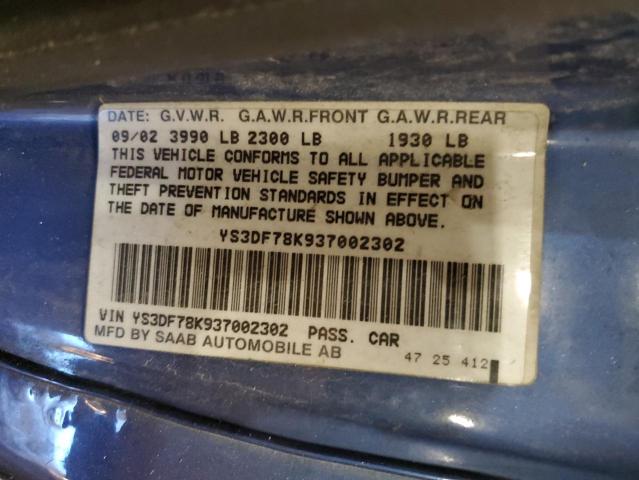 DATE: G.V.W.R. G.A.W.R.FRONT G.A.W.R.REAR
09/02 3990 LB 2300 LB 1930 LB
THIS VEHICLE CONFORMS TO ALL APPLICABLE
FEDERAL MOTOR VEHICLE SAFETY BUMPER AND
THEFT PREVENTION STANDARDS IN EFFECT ON
THE DATE OF MANUFACTURE SHOWN ABOVE.
YS3DF78K937002302
VIN YS3DF78K937002302 PASS. CAR
MFD BY SAAB AUTOMOBILE AB 47 25 412